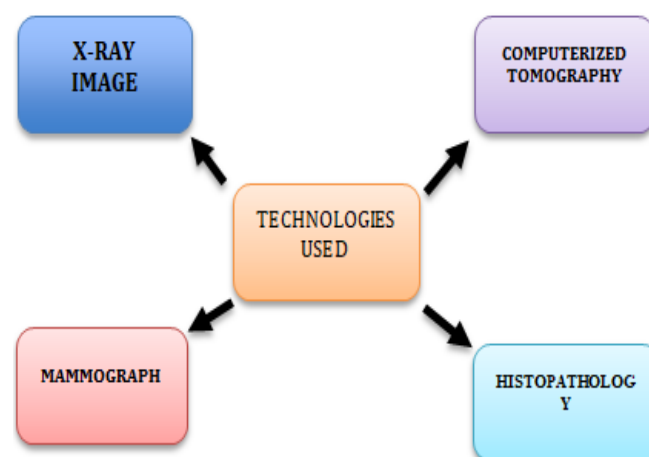 X-RAY
IMAGE
COMPUTERIZED
TOMOGRAPHY
TECHNOLOGIES
USED
MAMMOGRAPH
HISTOPATHOLOG
Y